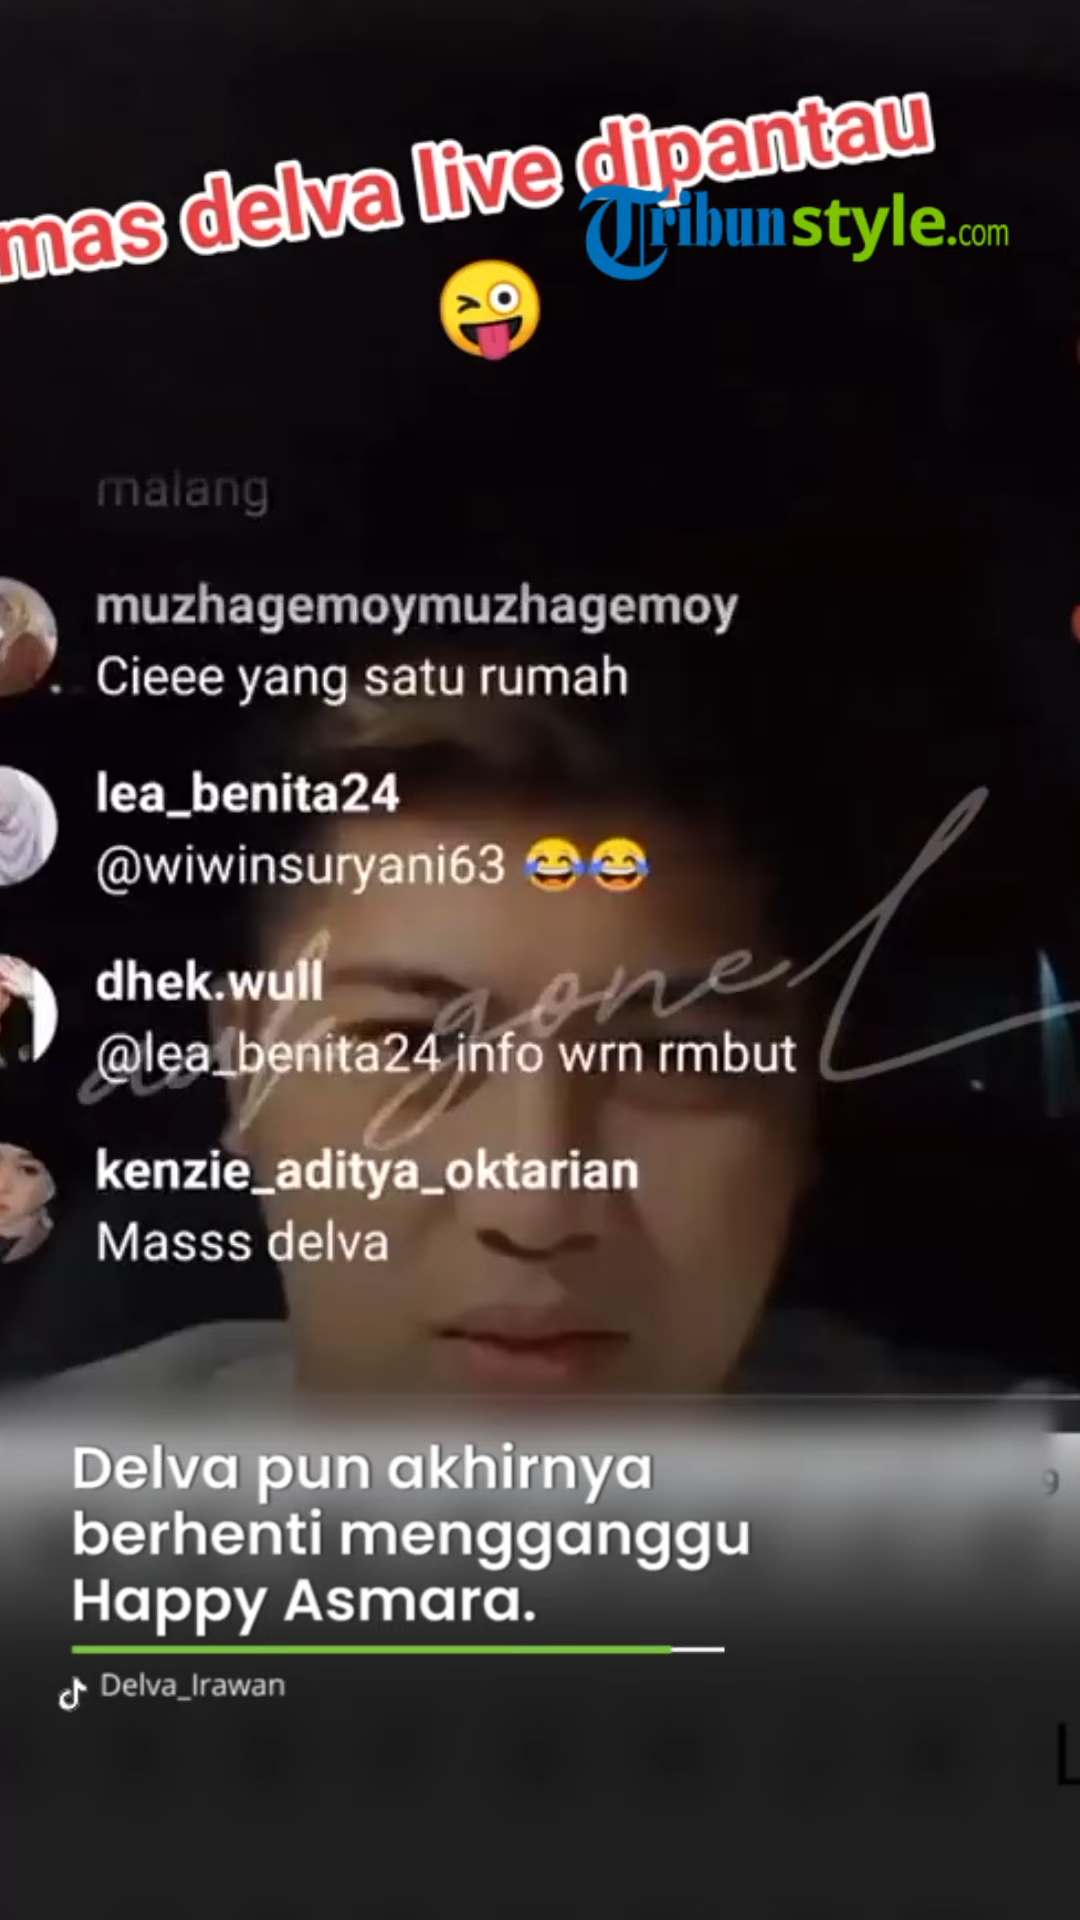 mas delva live dipantau
Tribunstyle.com
malang
muzhagemoymuzhagemoy
Cieee yang satu rumah
lea_benita24
@wiwinsuryani63 😂😂
dhek.wull
@lea_benita24 info wrn rmbut
kenzie_aditya_oktarian
Masss delva
Delva pun akhirnya
berhenti mengganggu
Happy Asmara.
Delva_Irawan